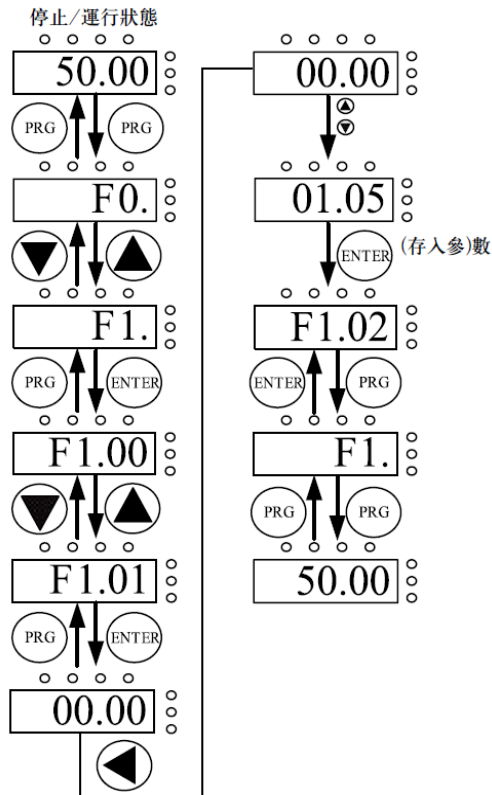 停止/運行狀態
50.00
PRG PRG
F0.
F1.
PRG ENTER
F1.00
F1.01
PRG ENTER
00.00
00.00
01.05
ENTER (存入參)數
F1.02
ENTER PRG
F1.
PRG PRG
50.00